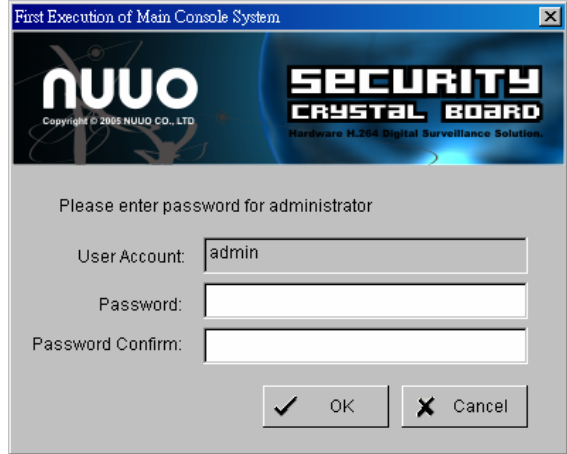 First Execution of Main Console System
nuuo
Copyright © 2005 NUUO CO., LTD
SECURITY
CRYSTAL BOARD
Hardware H.264 Digital Surveillance Solution.
Please enter password for administrator
User Account:
admin
Password:
Password Confirm:
OK
Cancel